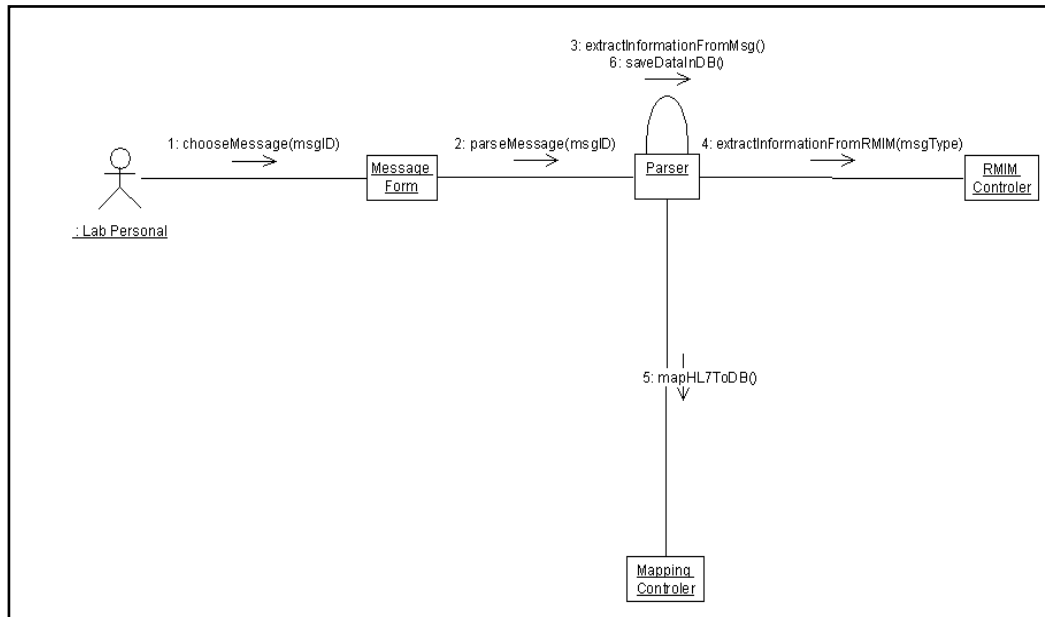 3: extractInformationFromMsg()
6: saveDataInDB()
1: chooseMessage(msgID)
2: parseMessage(msgID)
4: extractInformationFromRMIM(msgType)
Message
Form
Parser
RMIM
Controler
: Lab Personal
5: mapHL7ToDB()
Mapping
Controler